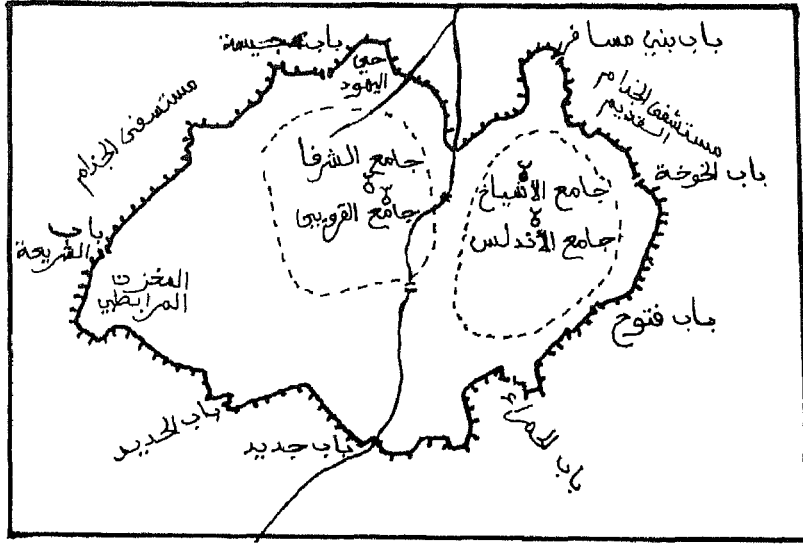 باب بني مسافر
باب عجيسة
حي
اليهود
مستشفى الجذام
مستشفى الجذام
القديم
باب الخوخة
جامع الشرفا
جامع القرويين
جامع الأشياخ
جامع الأندلس
باب
الشريعة
المخزن
المرابطي
باب فتوح
باب الحمراء
باب الحديد
باب جديد